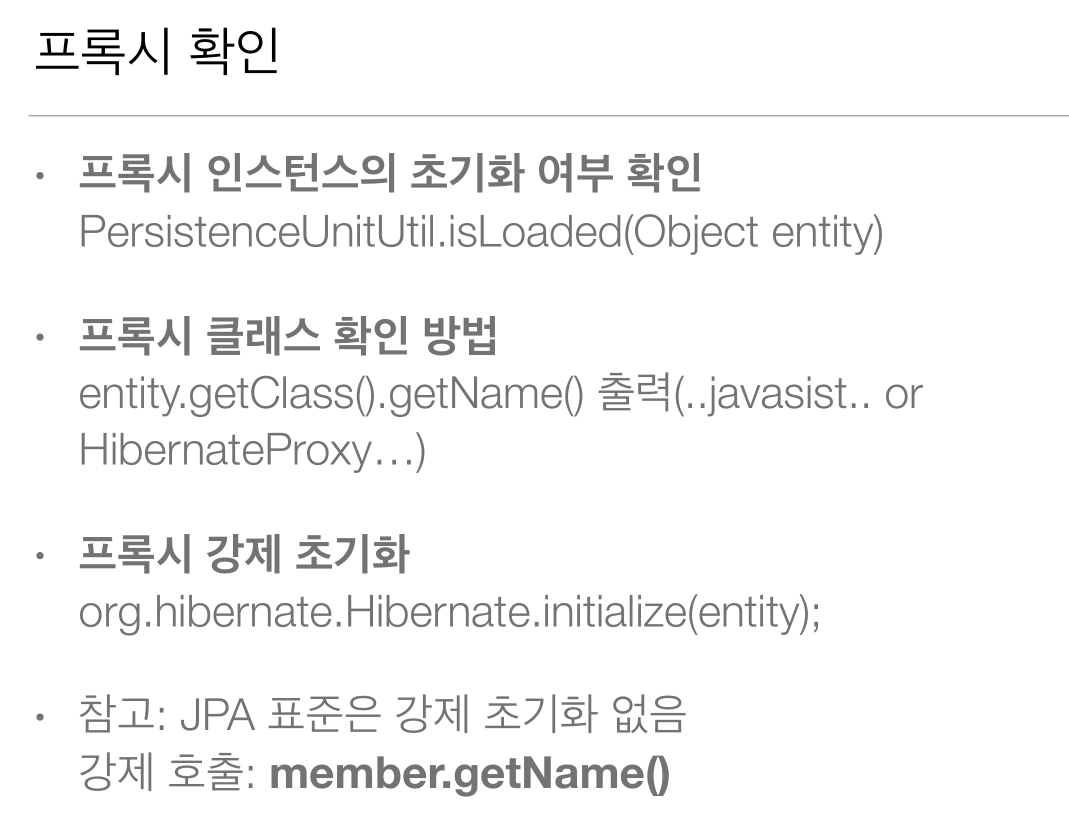 프록시 확인
• 프록시 인스턴스의 초기화 여부 확인
PersistenceUnitUtil.isLoaded(Object entity)
• 프록시 클래스 확인 방법
entity.getClass().getName() 출력(..javasist.. or
HibernateProxy…)
• 프록시 강제 초기화
org.hibernate.Hibernate.initialize(entity);
• 참고: JPA 표준은 강제 초기화 없음
강제 호출: member.getName()